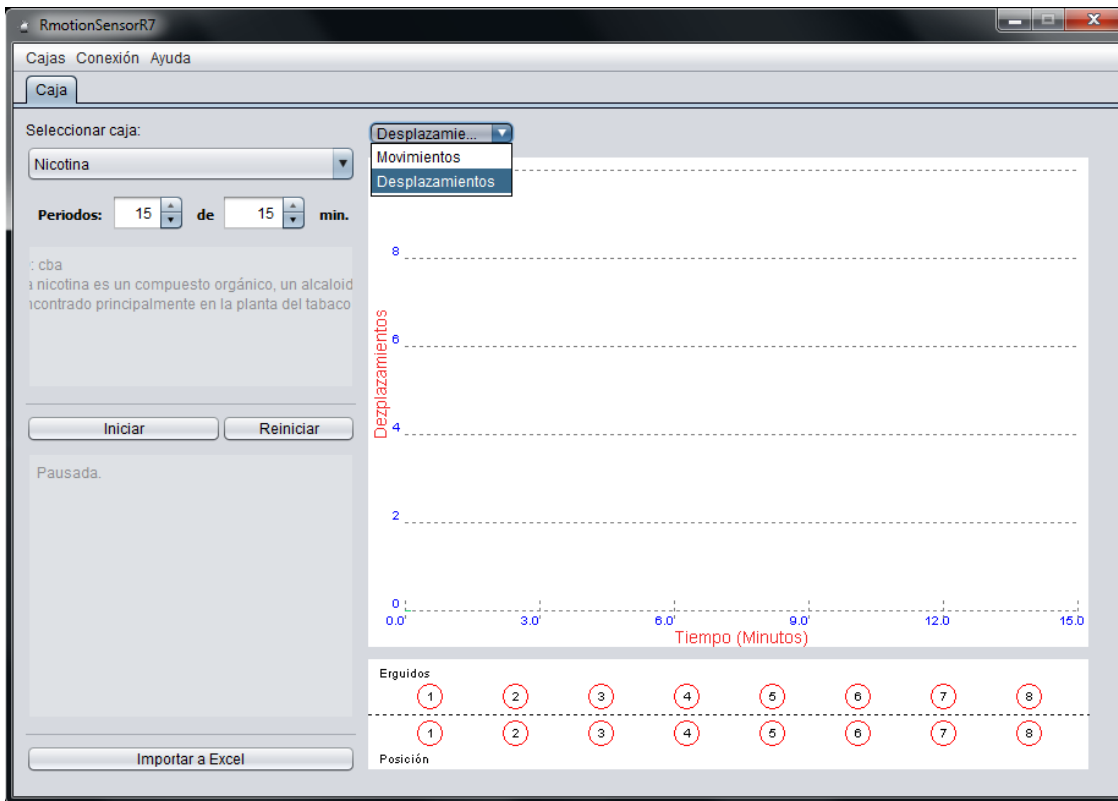 RmotionSensorR7
Cajas Conexión Ayuda
Caja
Seleccionar caja:
Nicotina
Periodos: 15 de 15 min.
: cba
nicotina es un compuesto orgánico, un alcaloid
ncontrado principalmente en la planta del tabaco
Iniciar Reiniciar
Pausada.
Importar a Excel
Desplazamie...
Movimientos
Desplazamientos
Dezplazamientos
8
6
4
2
0
0.0' 3.0' 6.0' 9.0' 12.0 15.0
Tiempo (Minutos)
Erguidos
1 2 3 4 5 6 7 8
1 2 3 4 5 6 7 8
Posición